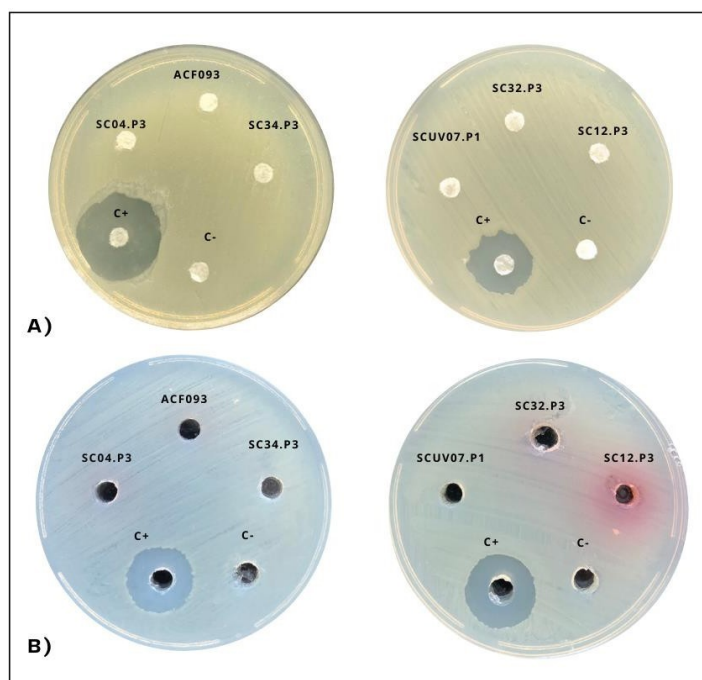 ACF093
SC04.P3
SC34.P3
C+
C-
SC32.P3
SCUV07.P1
SC12.P3
C+
C-
A)
ACF093
SC04.P3
SC34.P3
C+
C-
SC32.P3
SCUV07.P1
SC12.P3
C+
C-
B)